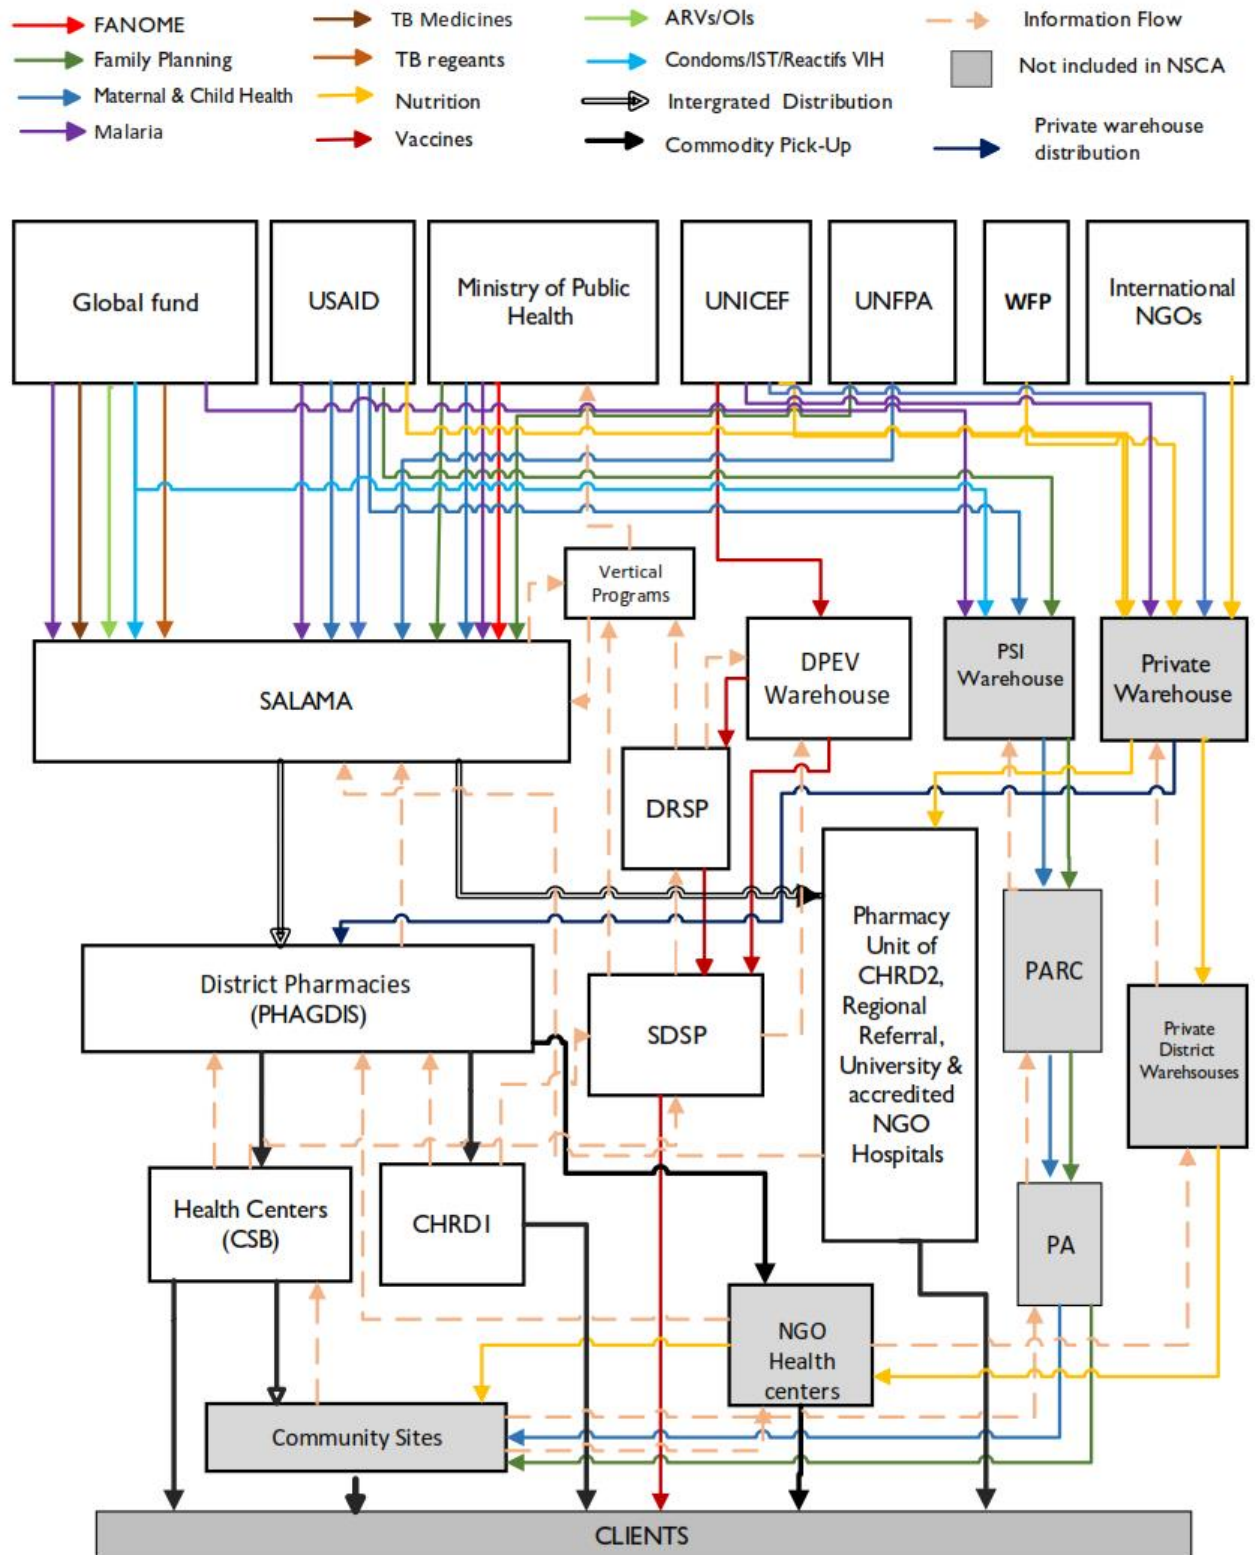 FANOME
TB Medicines
ARVs/OIs
Information Flow
Family Planning
TB regeants
Condoms/IST/Reactifs VIH
Not included in NSCA
Maternal & Child Health
Nutrition
Intergrated Distribution
Malaria
Vaccines
Commodity Pick-Up
Private warehouse
distribution
Global fund
USAID
Ministry of Public
Health
UNICEF
UNFPA
WFP
International
NGOs
Vertical
Programs
SALAMA
DPEV
Warehouse
PSI
Warehouse
Private
Warehouse
DRSP
District Pharmacies
(PHAGDIS)
SDSP
Pharmacy
Unit of
CHRD2,
Regional
Referral,
University &
accredited
NGO
Hospitals
PARC
Private
District
Warehsouses
Health Centers
(CSB)
CHRD1
PA
NGO
Health
centers
Community Sites
CLIENTS